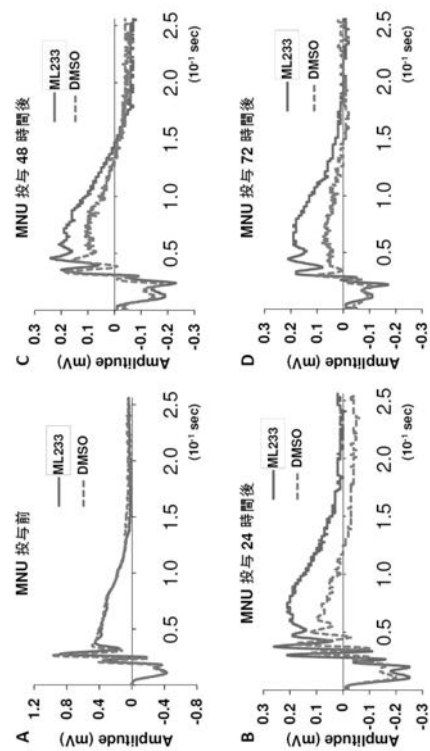 A
MNU 投与前
ML233
DMSO
Amplitude (mV)
1.2
0.8
0.4
0
-0.4
-0.8
0.5
1.0
1.5
2.0
2.5
(10⁻¹ sec)
B
MNU 投与 24 時間後
ML233
DMSO
Amplitude (mV)
0.3
0.2
0.1
0
-0.1
-0.2
-0.3
0.5
1.0
1.5
2.0
2.5
(10⁻¹ sec)
C
MNU 投与 48 時間後
ML233
DMSO
Amplitude (mV)
0.3
0.2
0.1
0
-0.1
-0.2
-0.3
0.5
1.0
1.5
2.0
2.5
(10⁻¹ sec)
D
MNU 投与 72 時間後
ML233
DMSO
Amplitude (mV)
0.3
0.2
0.1
0
-0.1
-0.2
-0.3
0.5
1.0
1.5
2.0
2.5
(10⁻¹ sec)